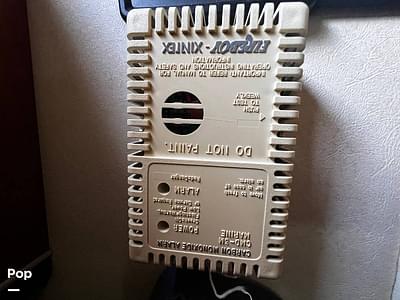 CARBON MONOXIDE ALARM
CMD-3M
MARINE
POWER
ALARM
DO NOT PAINT.
PUSH
TO TEST
WEEKLY
IMPORTANT: REFER TO MANUAL FOR
OPERATING INSTRUCTIONS AND SAFETY
INFORMATION
FIREBOY - XINTEX
Pop